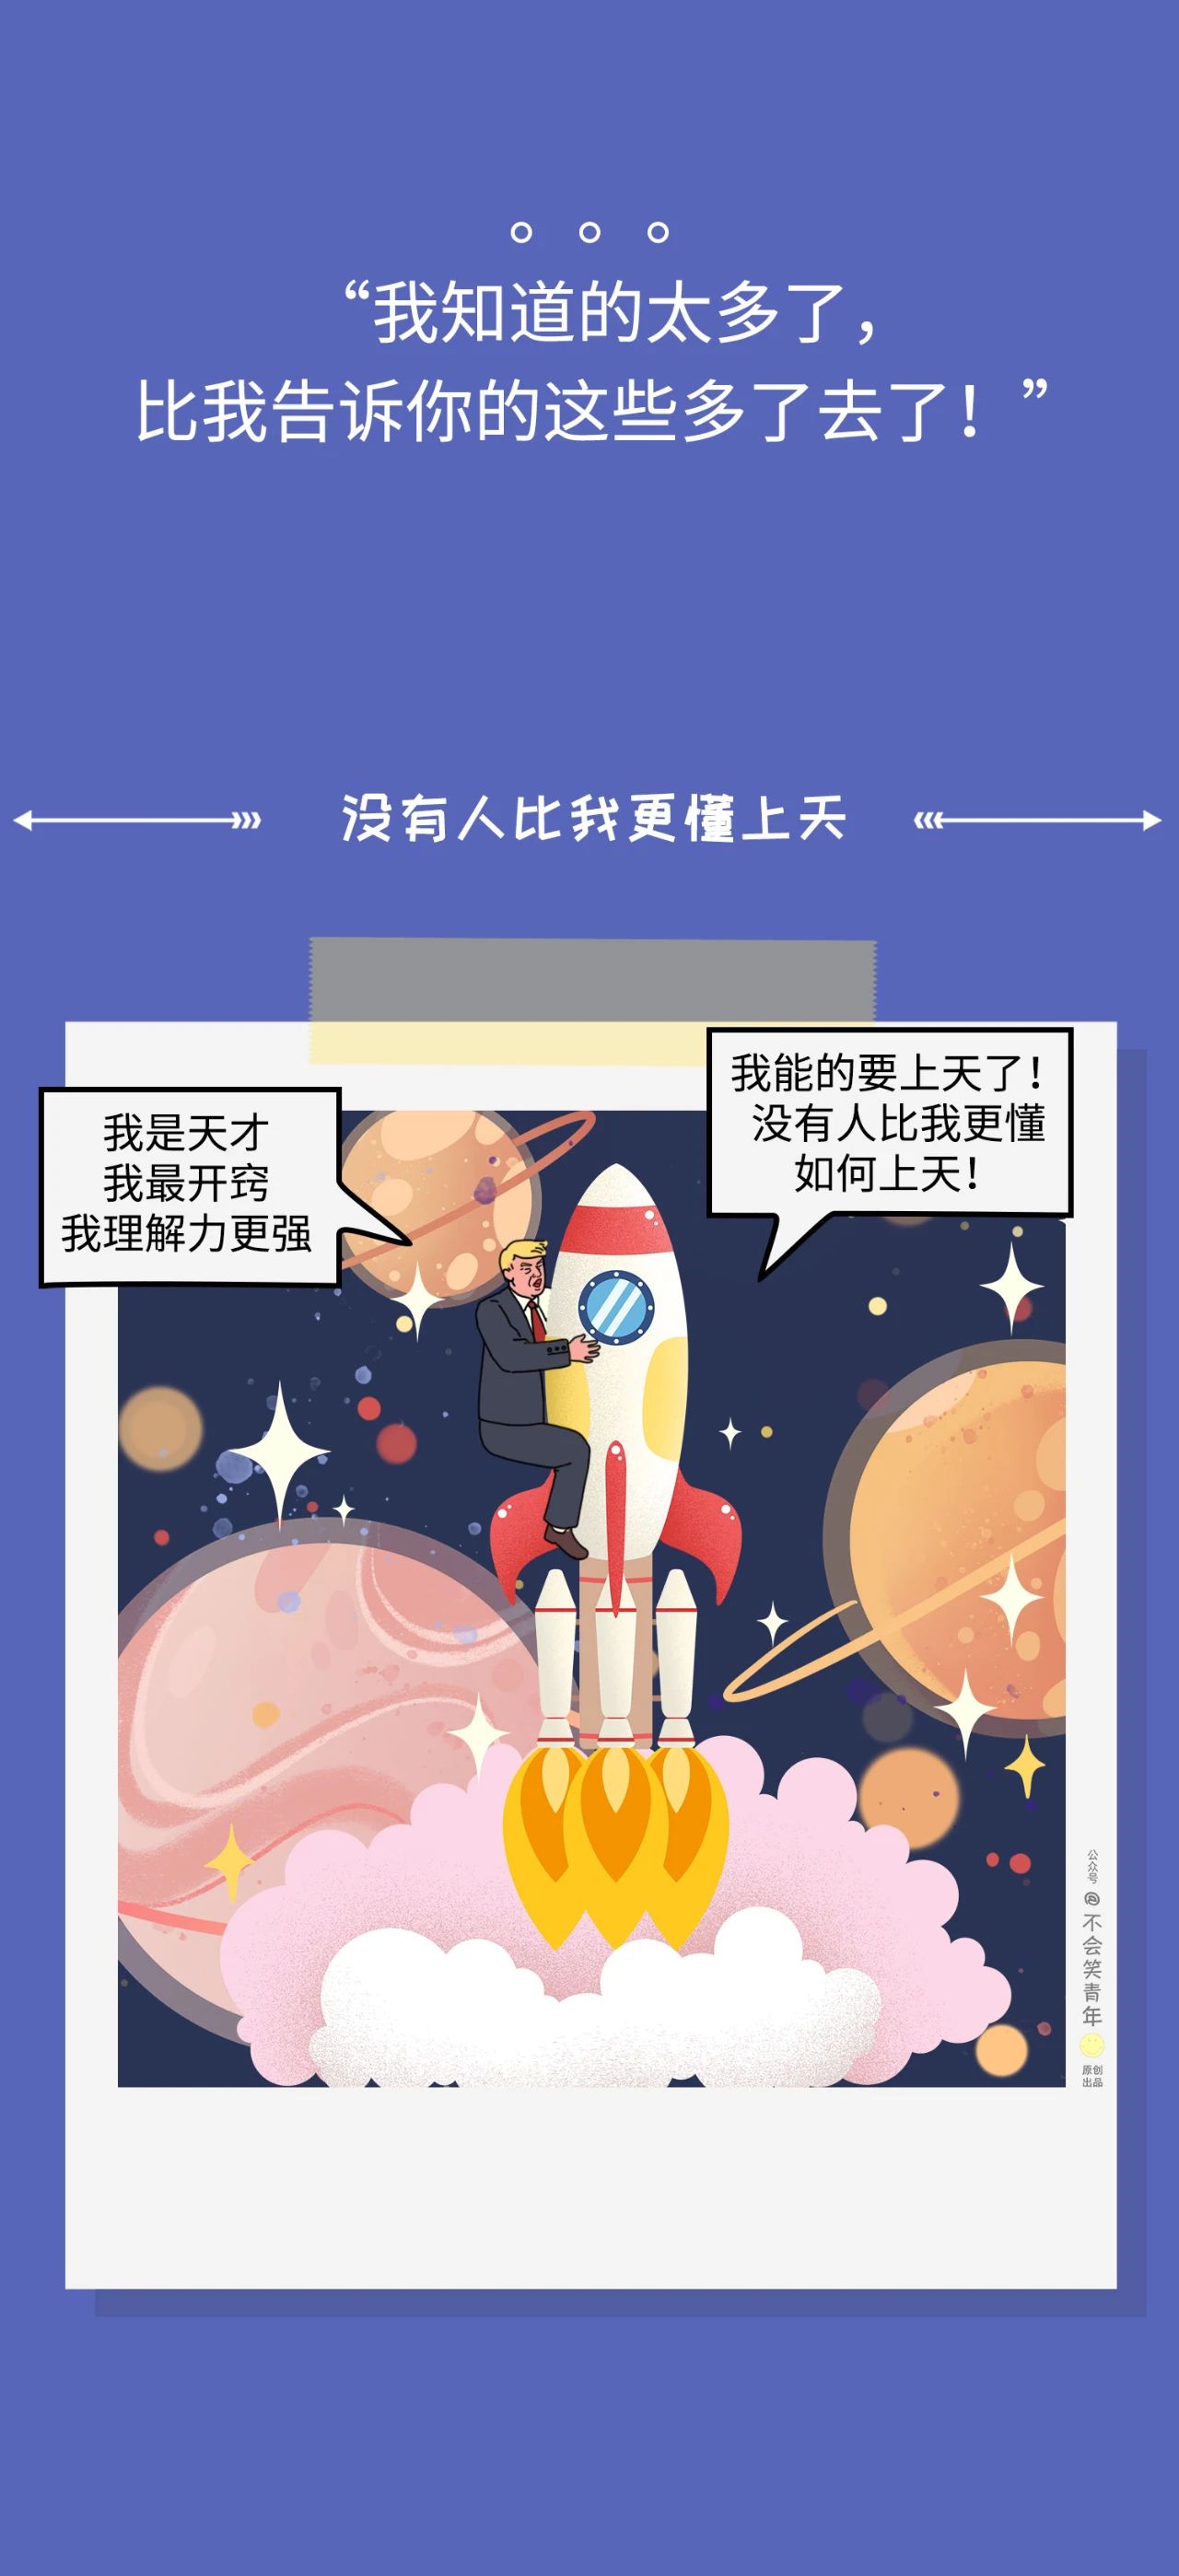 “我知道的太多了，
比我告诉你的这些多了去了！”
没有人比我更懂上天
我是天才
我最开窍
我理解力更强
我能的要上天了！
没有人比我更懂
如何上天！
公众号@不会笑青年
原创
出品